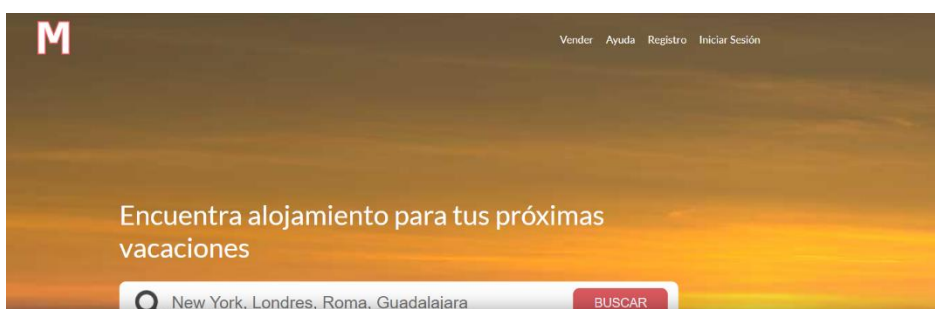 M
Vender Ayuda Registro Iniciar Sesión
Encuentra alojamiento para tus próximas
vacaciones
New York, Londres, Roma, Guadalajara
BUSCAR